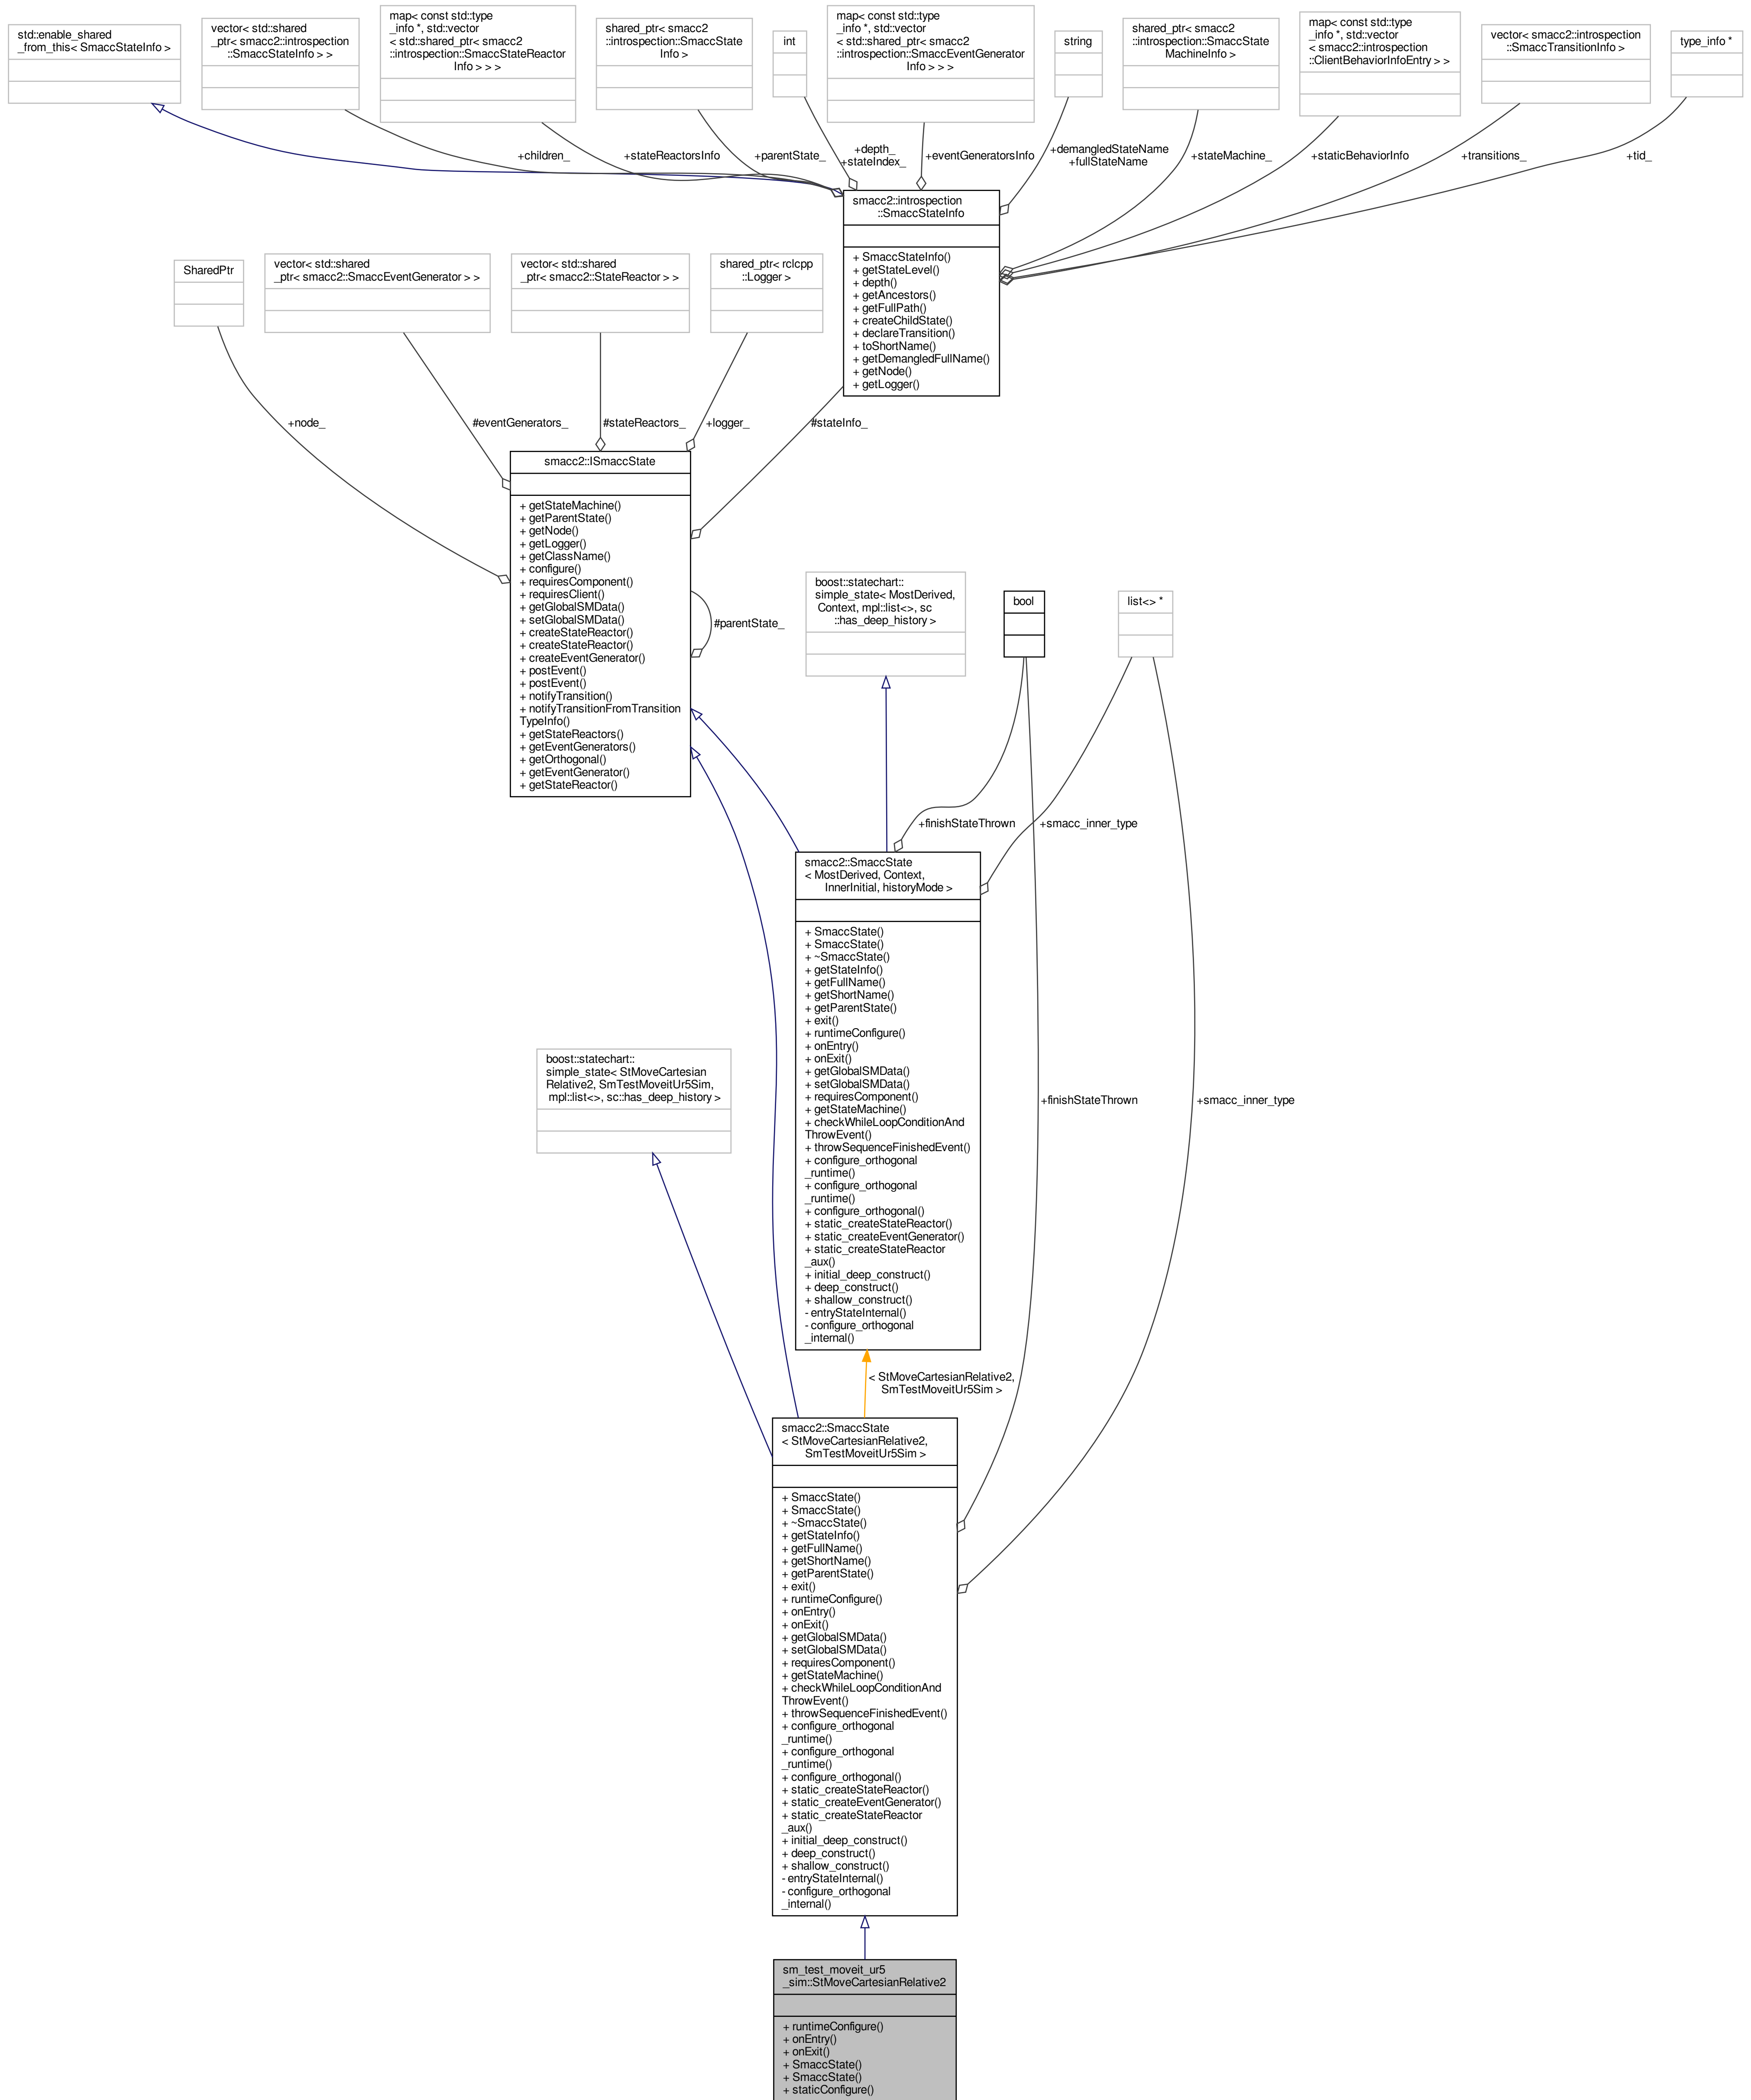 std::enable_shared
_from_this< SmaccStateInfo >
vector< std::shared
_ptr< smacc2::introspection
::SmaccStateInfo > >
map< const std::type
_info *, std::vector
< std::shared_ptr< smacc2
::introspection::SmaccStateReactor
Info > > >
shared_ptr< smacc2
::introspection::SmaccState
Info >
int
map< const std::type
_info *, std::vector
< std::shared_ptr< smacc2
::introspection::SmaccEventGenerator
Info > > >
string
shared_ptr< smacc2
::introspection::SmaccState
MachineInfo >
map< const std::type
_info *, std::vector
< smacc2::introspection
::ClientBehaviorInfoEntry > >
vector< smacc2::introspection
::SmaccTransitionInfo >
type_info *
+children_
+stateReactorsInfo
+parentState_
+depth_
+stateIndex_
+eventGeneratorsInfo
+demangledStateName
+fullStateName
+stateMachine_
+staticBehaviorInfo
+transitions_
+tid_
smacc2::introspection
::SmaccStateInfo
+ SmaccStateInfo()
+ getStateLevel()
+ depth()
+ getAncestors()
+ getFullPath()
+ createChildState()
+ declareTransition()
+ toShortName()
+ getDemangledFullName()
+ getNode()
+ getLogger()
SharedPtr
vector< std::shared
_ptr< smacc2::SmaccEventGenerator > >
vector< std::shared
_ptr< smacc2::StateReactor > >
shared_ptr< rclcpp
::Logger >
+node_
#eventGenerators_
#stateReactors_
+logger_
#stateInfo_
smacc2::ISmaccState
+ getStateMachine()
+ getParentState()
+ getNode()
+ getLogger()
+ getClassName()
+ configure()
+ requiresComponent()
+ requiresClient()
+ getGlobalSMData()
+ setGlobalSMData()
+ createStateReactor()
+ createStateReactor()
+ createEventGenerator()
+ postEvent()
+ postEvent()
+ notifyTransition()
+ notifyTransitionFromTransition
TypeInfo()
+ getStateReactors()
+ getEventGenerators()
+ getOrthogonal()
+ getEventGenerator()
+ getStateReactor()
#parentState_
boost::statechart::
simple_state< MostDerived,
Context, mpl::list<>, sc
::has_deep_history >
bool
list<> *
+finishStateThrown
+smacc_inner_type
smacc2::SmaccState
< MostDerived, Context,
InnerInitial, historyMode >
+ SmaccState()
+ SmaccState()
+ ~SmaccState()
+ getStateInfo()
+ getFullName()
+ getShortName()
+ getParentState()
+ exit()
+ runtimeConfigure()
+ onEntry()
+ onExit()
+ getGlobalSMData()
+ setGlobalSMData()
+ requiresComponent()
+ getStateMachine()
+ checkWhileLoopConditionAnd
ThrowEvent()
+ throwSequenceFinishedEvent()
+ configure_orthogonal
_runtime()
+ configure_orthogonal
_runtime()
+ configure_orthogonal()
+ static_createStateReactor()
+ static_createEventGenerator()
+ static_createStateReactor
_aux()
+ initial_deep_construct()
+ deep_construct()
+ shallow_construct()
- entryStateInternal()
- configure_orthogonal
_internal()
boost::statechart::
simple_state< StMoveCartesian
Relative2, SmTestMoveitUr5Sim,
mpl::list<>, sc::has_deep_history >
+finishStateThrown
+smacc_inner_type
< StMoveCartesianRelative2,
SmTestMoveitUr5Sim >
smacc2::SmaccState
< StMoveCartesianRelative2,
SmTestMoveitUr5Sim >
+ SmaccState()
+ SmaccState()
+ ~SmaccState()
+ getStateInfo()
+ getFullName()
+ getShortName()
+ getParentState()
+ exit()
+ runtimeConfigure()
+ onEntry()
+ onExit()
+ getGlobalSMData()
+ setGlobalSMData()
+ requiresComponent()
+ getStateMachine()
+ checkWhileLoopConditionAnd
ThrowEvent()
+ throwSequenceFinishedEvent()
+ configure_orthogonal
_runtime()
+ configure_orthogonal
_runtime()
+ configure_orthogonal()
+ static_createStateReactor()
+ static_createEventGenerator()
+ static_createStateReactor
_aux()
+ initial_deep_construct()
+ deep_construct()
+ shallow_construct()
- entryStateInternal()
- configure_orthogonal
_internal()
sm_test_moveit_ur5
_sim::StMoveCartesianRelative2
+ runtimeConfigure()
+ onEntry()
+ onExit()
+ SmaccState()
+ SmaccState()
+ staticConfigure()